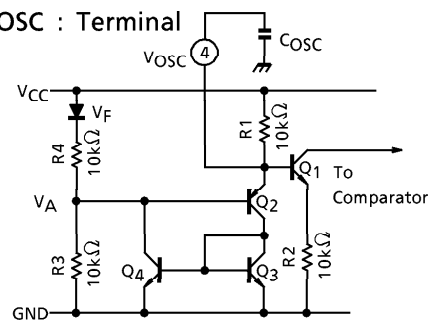 OSC : Terminal
VOSC
4
COSC
VCC
VF
R4
10kΩ
R1
10kΩ
Q1
To
Comparator
VA
Q2
R3
10kΩ
Q4
Q3
R2
10kΩ
GND